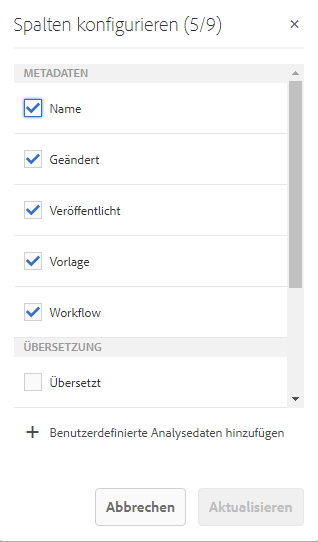 Spalten konfigurieren (5/9)
METADATEN
Name
Geändert
Veröffentlicht
Vorlage
Workflow
ÜBERSETZUNG
Übersetzt
Benutzerdefinierte Analysedaten hinzufügen
Abbrechen Aktualisieren